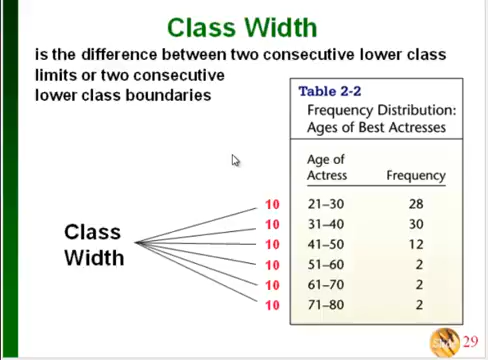 Class Width
is the difference between two consecutive lower class
limits or two consecutive
lower class boundaries
Table 2-2
Frequency Distribution:
Ages of Best Actresses
Age of
Actress Frequency
10 21–30 28
10 31–40 30
10 41–50 12
10 51–60 2
10 61–70 2
10 71–80 2
Class
Width
Slide 29